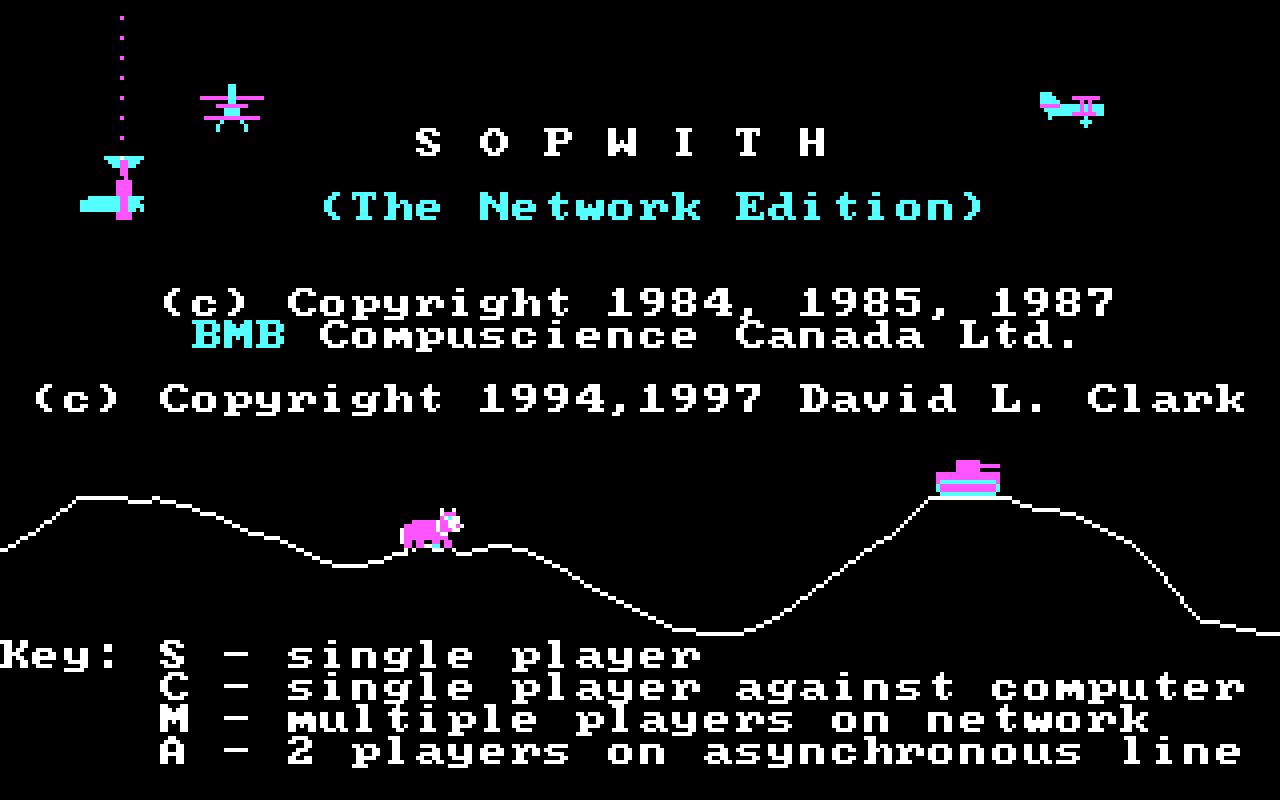 S O P W I T H
(The Network Edition)
(c) Copyright 1984, 1985, 1987
BMB Compuscience Canada Ltd.
(c) Copyright 1994,1997 David L. Clark
Key: S - single player
C - single player against computer
M - multiple players on network
A - 2 players on asynchronous line